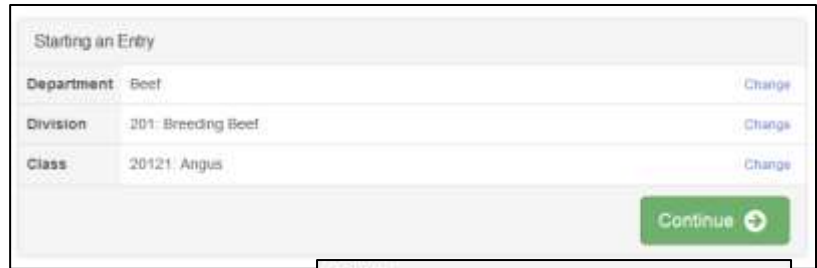 Starting an Entry
Department Beef Change
Division 201: Breeding Beef Change
Class 20121: Angus Change
Continue